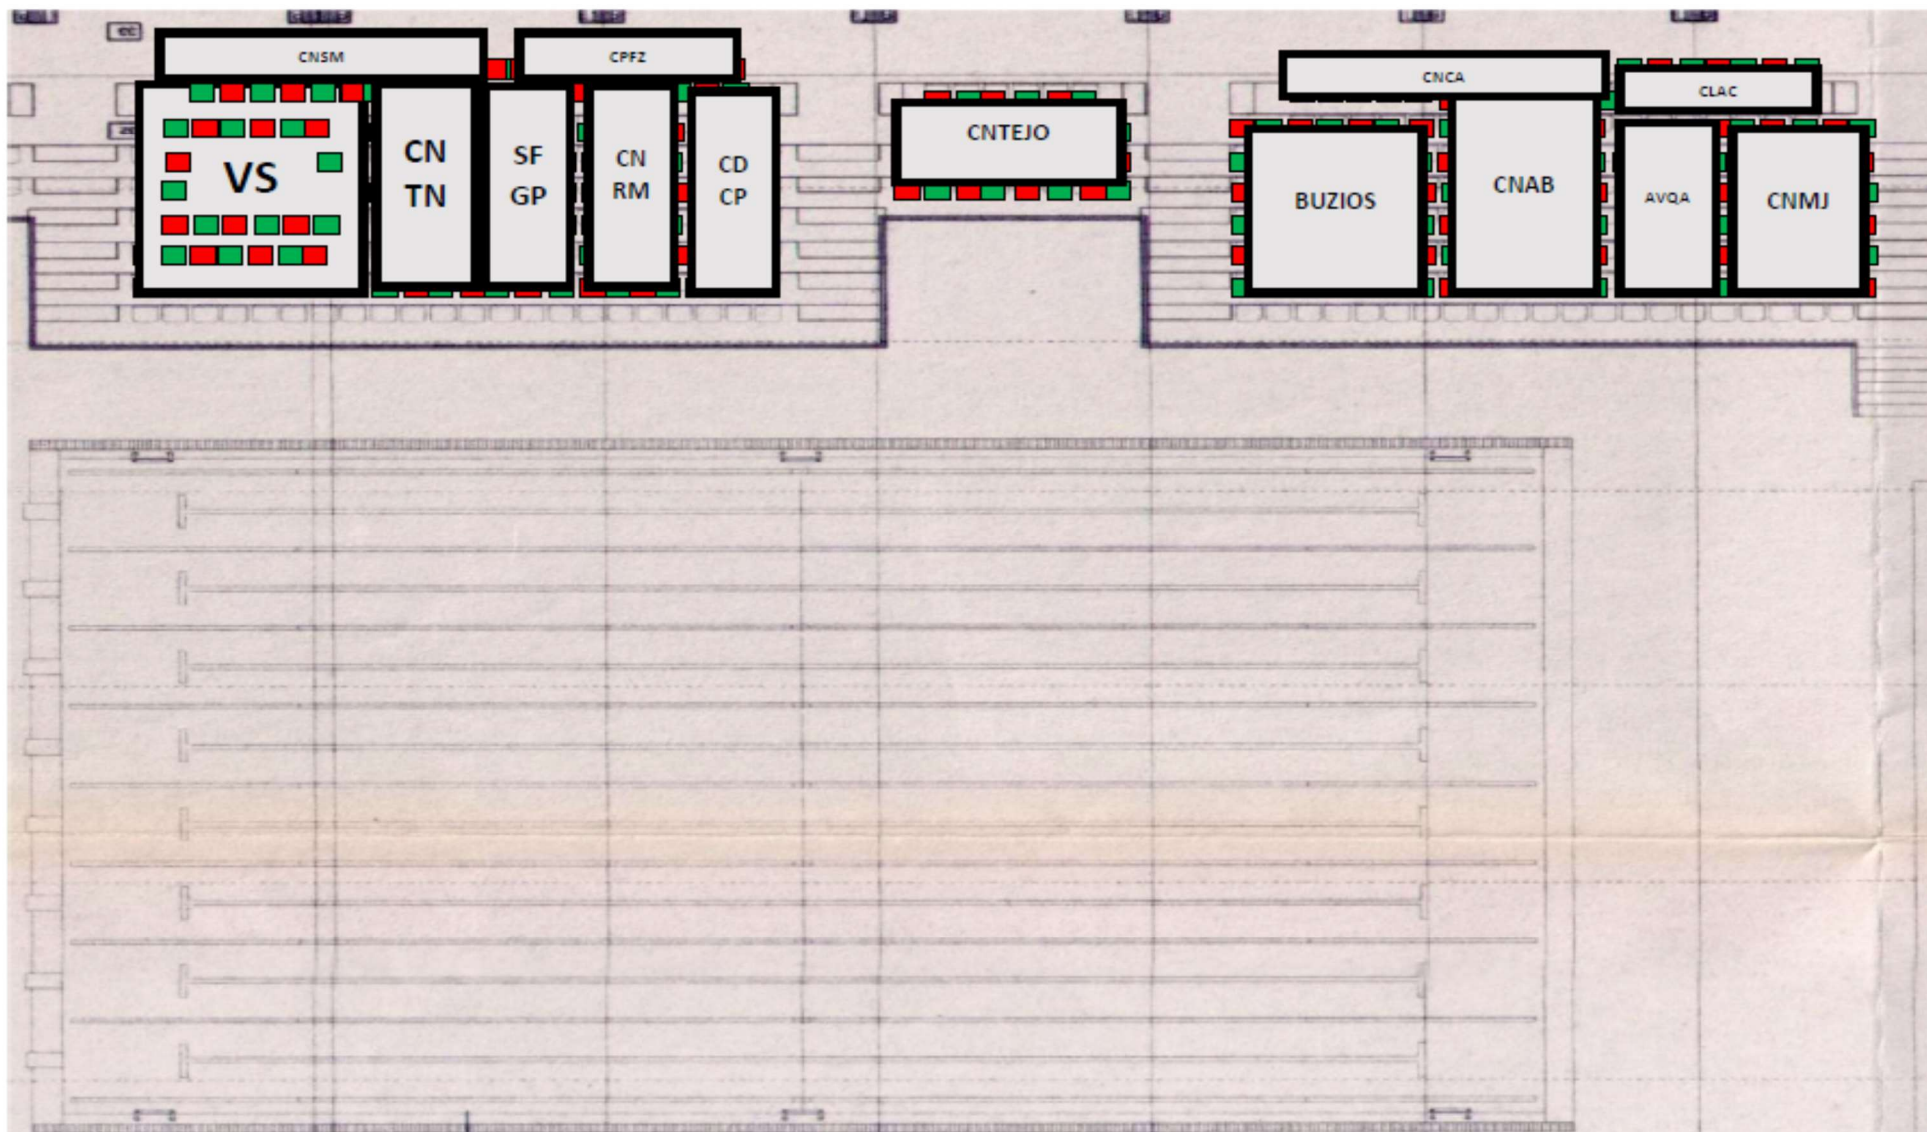 CNSM
CPFZ
CNCA
CLAC
VS
CN
TN
SF
GP
CN
RM
CD
CP
CNTEJO
BUZIOS
CNAB
AVQA
CNMJ